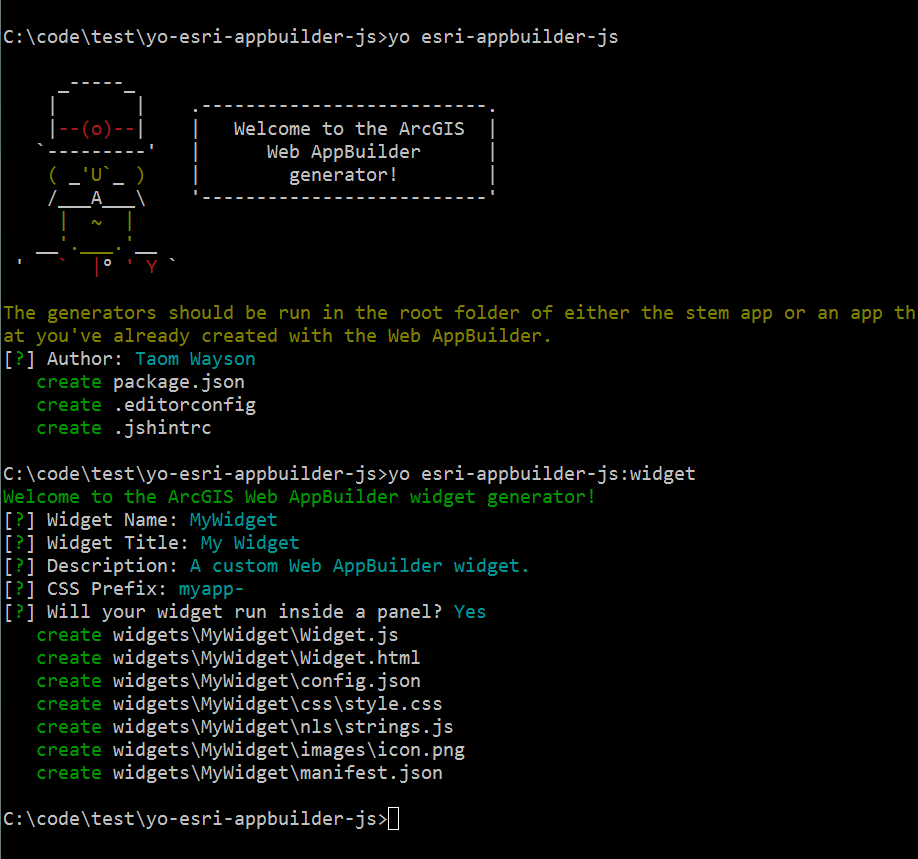 C:\code\test\yo-esri-appbuilder-js>yo esri-appbuilder-js
     _-----_
    |       |    .--------------------------.
    |--(o)--|    |   Welcome to the ArcGIS  |
   `---------'   |      Web AppBuilder      |
    ( _'U`_ )    |        generator!        |
    /___A___\    '--------------------------'
     |  ~  |
   __'.___.'__
 '   `  |° ' Y `
The generators should be run in the root folder of either the stem app or an app th
at you've already created with the Web AppBuilder.
[?] Author: Taom Wayson
   create package.json
   create .editorconfig
   create .jshintrc
C:\code\test\yo-esri-appbuilder-js>yo esri-appbuilder-js:widget
Welcome to the ArcGIS Web AppBuilder widget generator!
[?] Widget Name: MyWidget
[?] Widget Title: My Widget
[?] Description: A custom Web AppBuilder widget.
[?] CSS Prefix: myapp-
[?] Will your widget run inside a panel? Yes
   create widgets\MyWidget\Widget.js
   create widgets\MyWidget\Widget.html
   create widgets\MyWidget\config.json
   create widgets\MyWidget\css\style.css
   create widgets\MyWidget\nls\strings.js
   create widgets\MyWidget\images\icon.png
   create widgets\MyWidget\manifest.json
C:\code\test\yo-esri-appbuilder-js>